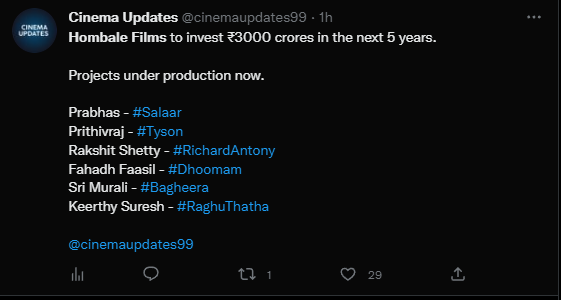 CINEMA
UPDATES
Cinema Updates @cinemaupdates99 · 1h
Hombale Films to invest ₹3000 crores in the next 5 years.
Projects under production now.
Prabhas - #Salaar
Prithivraj - #Tyson
Rakshit Shetty - #RichardAntony
Fahadh Faasil - #Dhoomam
Sri Murali - #Bagheera
Keerthy Suresh - #RaghuThatha
@cinemaupdates99
1 29